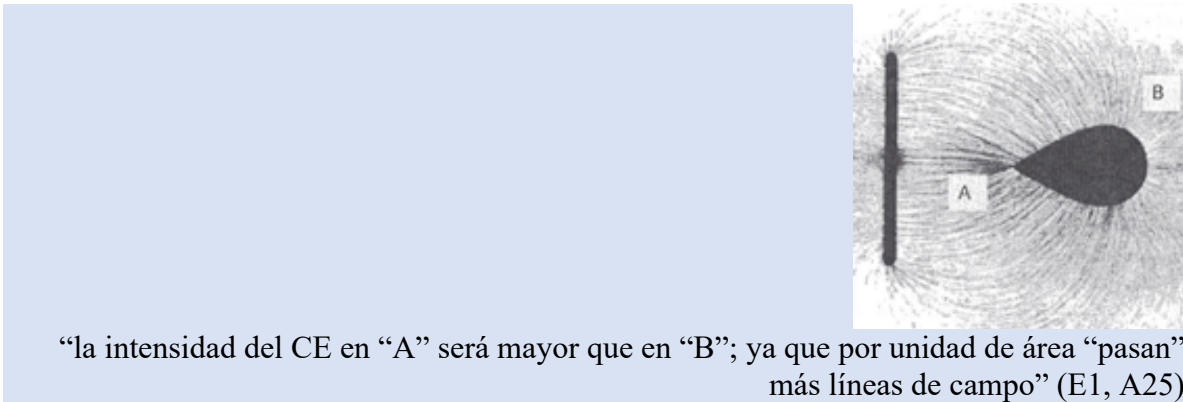 B
A
“la intensidad del CE en “A” será mayor que en “B”; ya que por unidad de área “pasan”
más líneas de campo” (E1, A25)